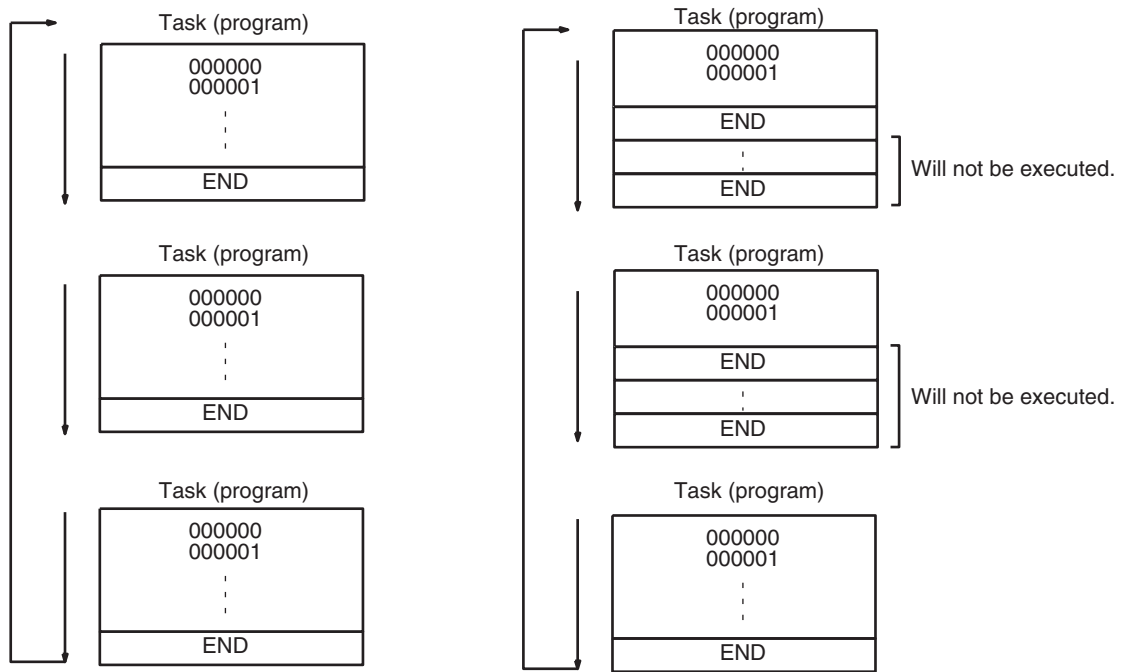 Task (program)
000000
000001
END
Task (program)
000000
000001
END
Task (program)
000000
000001
END
Task (program)
000000
000001
END
END
Will not be executed.
Task (program)
000000
000001
END
END
Will not be executed.
Task (program)
000000
000001
END